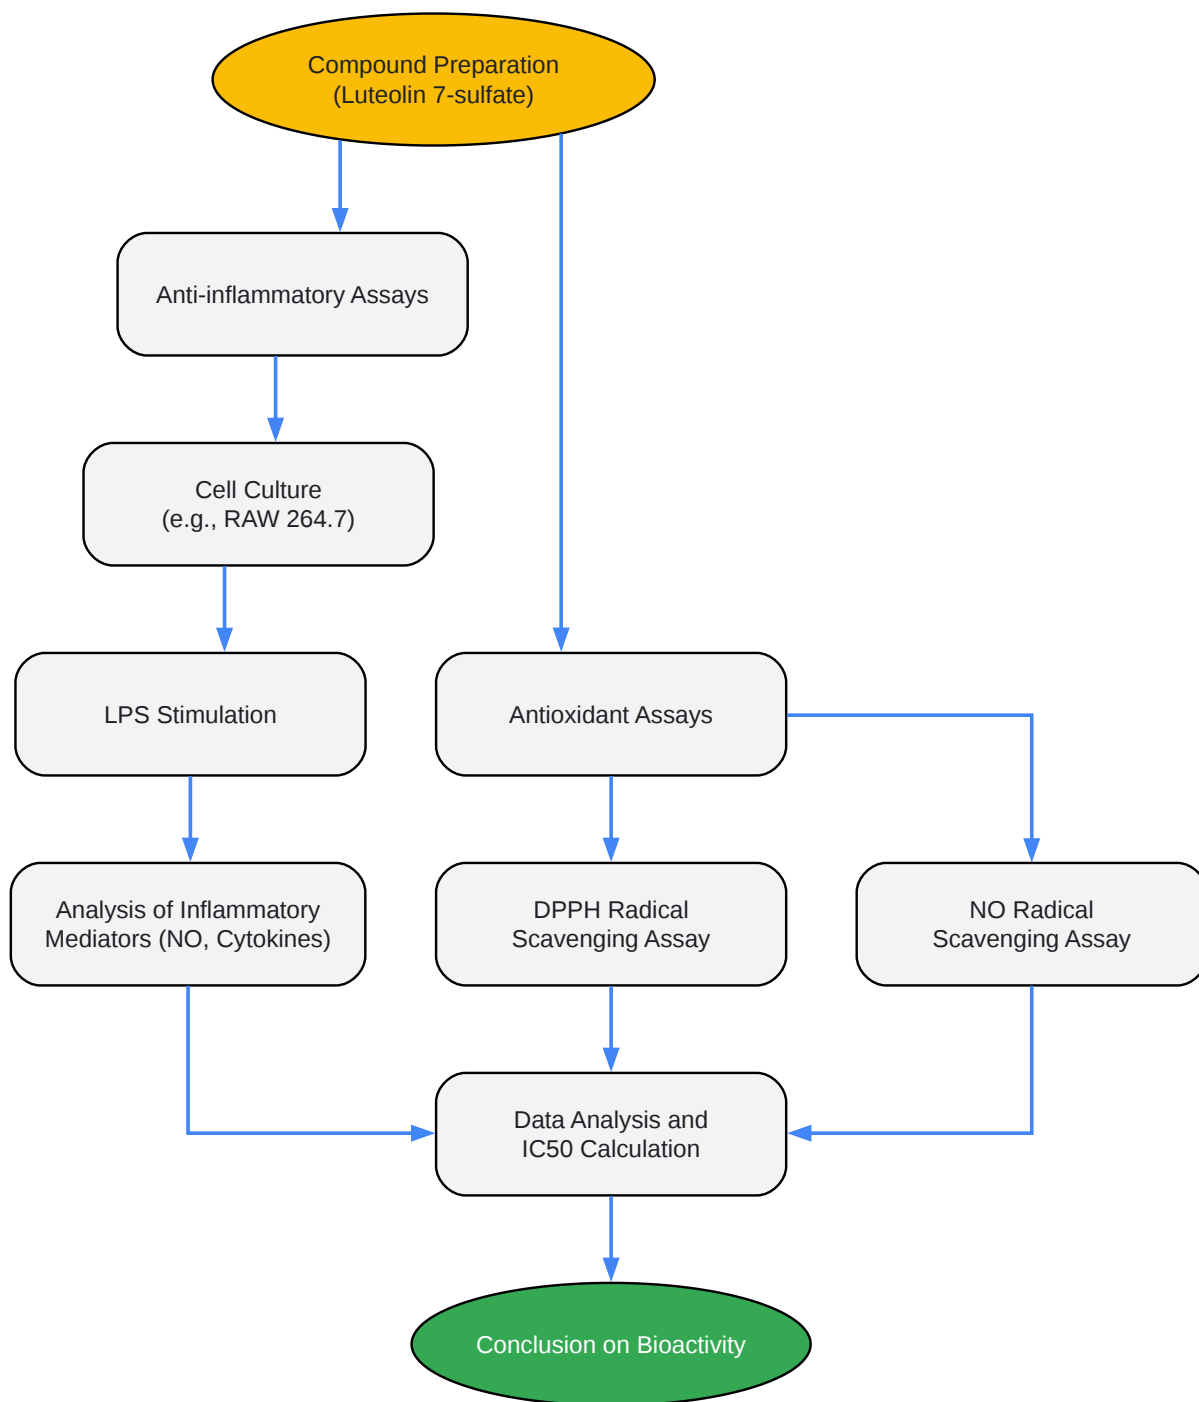 Compound Preparation
(Luteolin 7-sulfate)
Anti-inflammatory Assays
Cell Culture
(e.g., RAW 264.7)
LPS Stimulation
Antioxidant Assays
Analysis of Inflammatory
Mediators (NO, Cytokines)
DPPH Radical
Scavenging Assay
NO Radical
Scavenging Assay
Data Analysis and
IC50 Calculation
Conclusion on Bioactivity